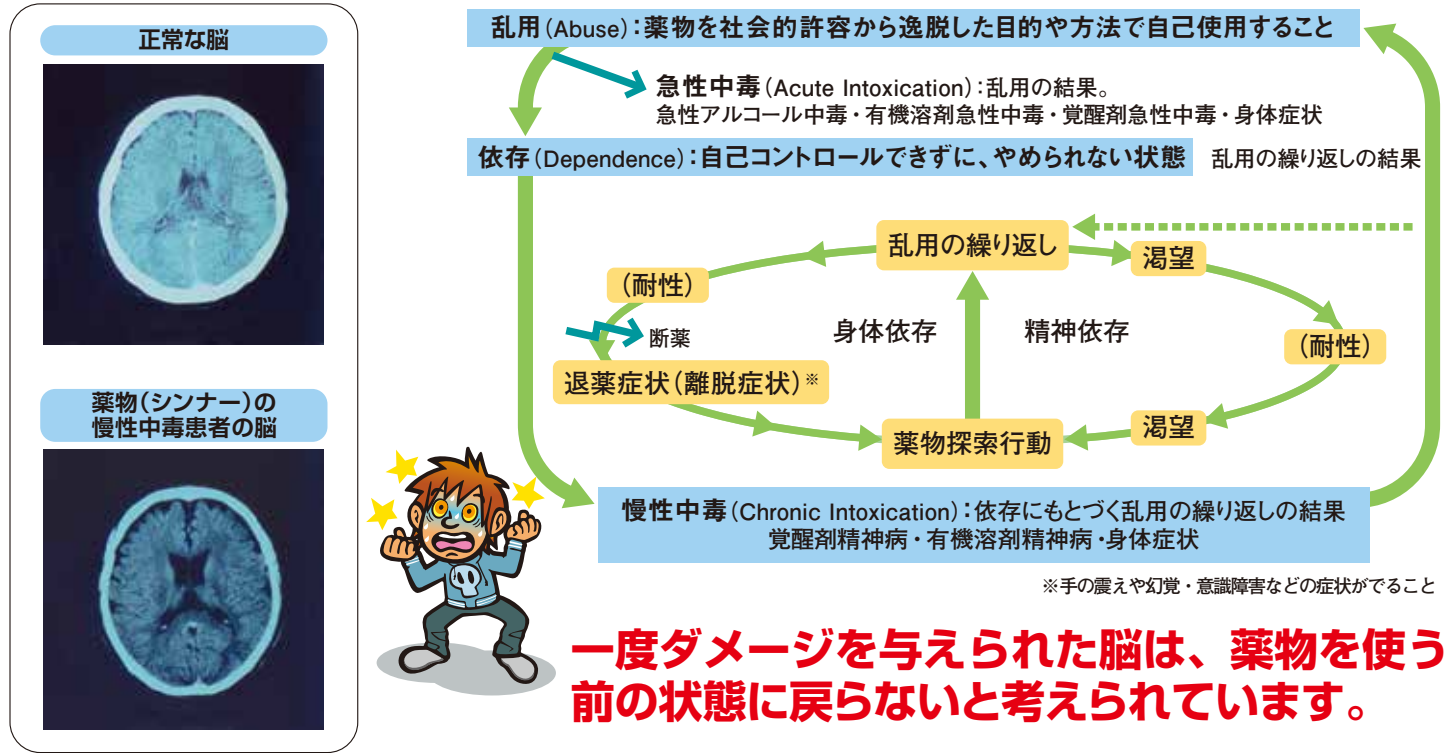 正常な脳
薬物(シンナー)の
慢性中毒患者の脳
乱用(Abuse):薬物を社会的許容から逸脱した目的や方法で自己使用すること
急性中毒(Acute Intoxication):乱用の結果。
急性アルコール中毒・有機溶剤急性中毒・覚醒剤急性中毒・身体症状
依存(Dependence):自己コントロールできずに、やめられない状態 乱用の繰り返しの結果
乱用の繰り返し
渇望
(耐性)
断薬
身体依存
精神依存
(耐性)
退薬症状(離脱症状)※
渇望
薬物探索行動
慢性中毒(Chronic Intoxication):依存にもとづく乱用の繰り返しの結果
覚醒剤精神病・有機溶剤精神病・身体症状
※手の震えや幻覚・意識障害などの症状がでること
一度ダメージを与えられた脳は、薬物を使う
前の状態に戻らないと考えられています。